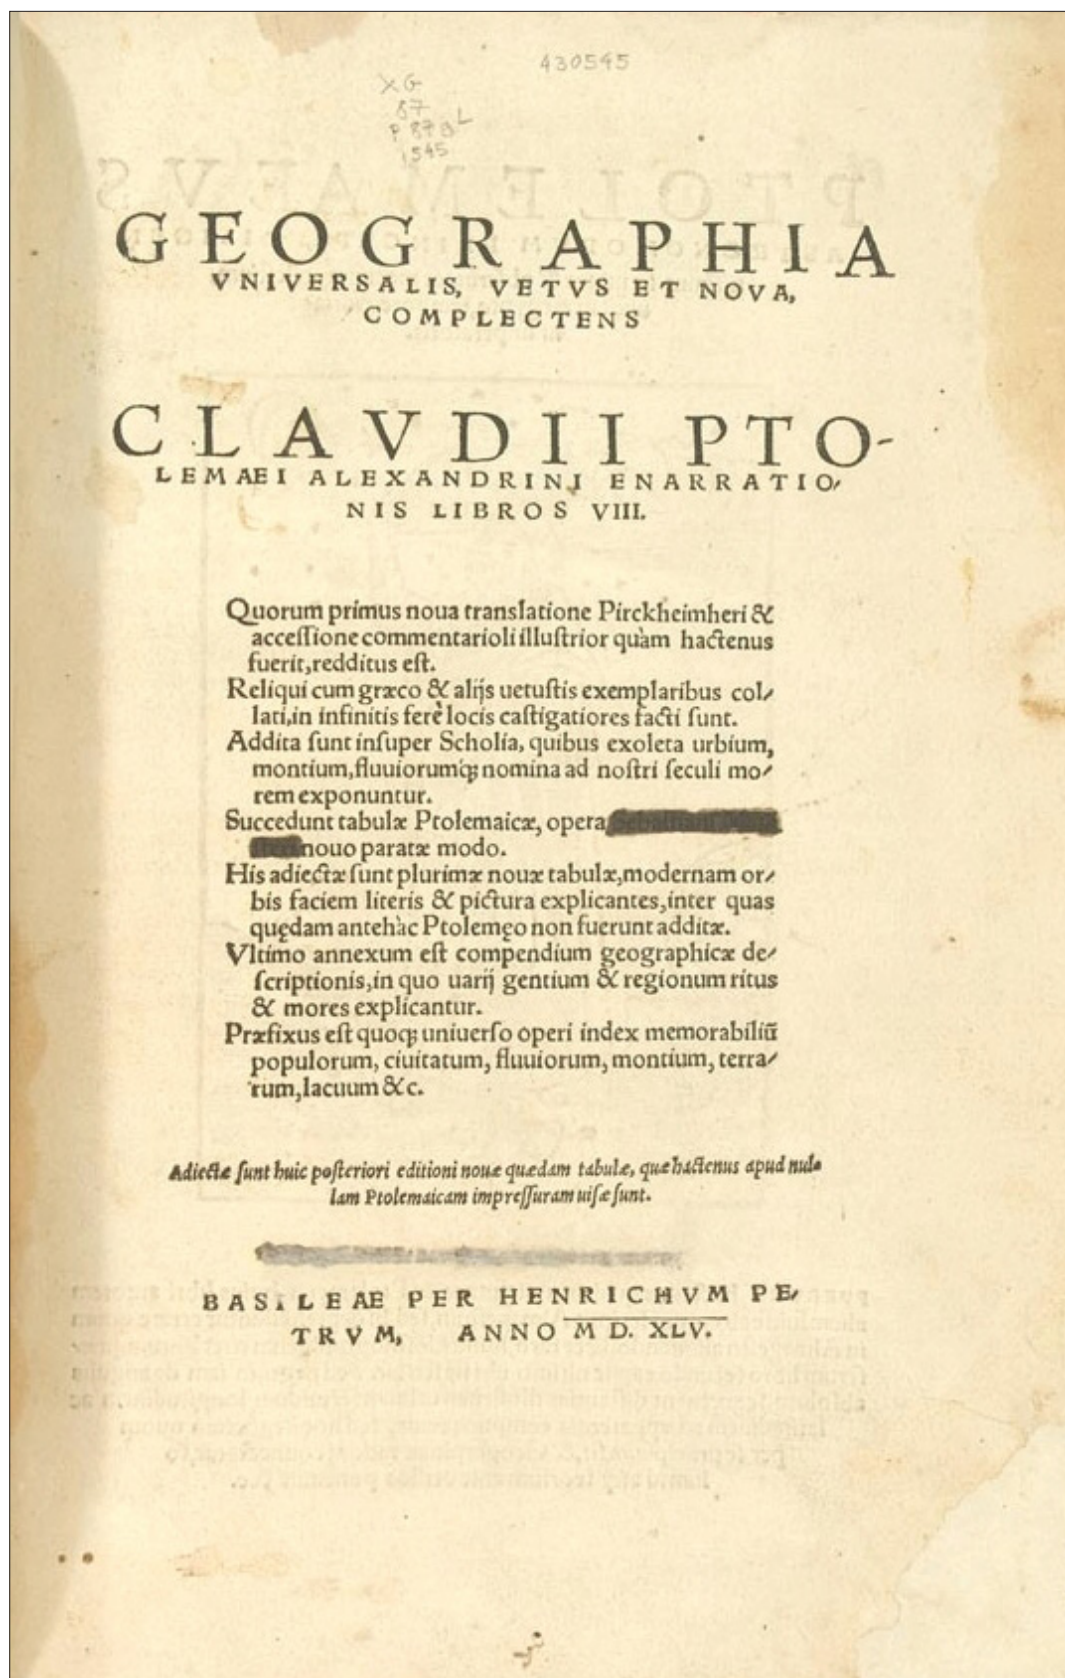 430545
XG
87
P 87 B L
1545
GEOGRAPHIA
VNIVERSALIS, VETVS ET NOVA,
COMPLECTENS
CLAVDII PTO-
LEMAEI ALEXANDRINI ENARRATIO-
NIS LIBROS VIII.
Quorum primus noua translatione Pirckheimheri &
accessione commentarioli illustrior quàm hactenus
fuerit, redditus est.
Reliqui cum græco & alijs uetustis exemplaribus col-
lati, in infinitis ferè locis castigatiores facti sunt.
Addita sunt insuper Scholia, quibus exoleta urbium,
montium, fluuiorumq; nomina ad nostri seculi mo-
rem exponuntur.
Succedunt tabulæ Ptolemaicæ, opera
nouo paratæ modo.
His adiectæ sunt plurimæ nouæ tabulæ, modernam or-
bis faciem literis & pictura explicantes, inter quas
quędam antehàc Ptolemęo non fuerunt additæ.
Vltimo annexum est compendium geographicæ de-
scriptionis, in quo uarij gentium & regionum ritus
& mores explicantur.
Præfixus est quoq; uniuerso operi index memorabiliũ
populorum, ciuitatum, fluuiorum, montium, terra-
rum, lacuum &c.
Adiectæ sunt huic posteriori editioni nouæ quædam tabulæ, quæ hactenus apud nul-
lam Ptolemaicam impressuram uisæ sunt.
BASILEAE PER HENRICHVM PE-
TRVM, ANNO M D. XLV.